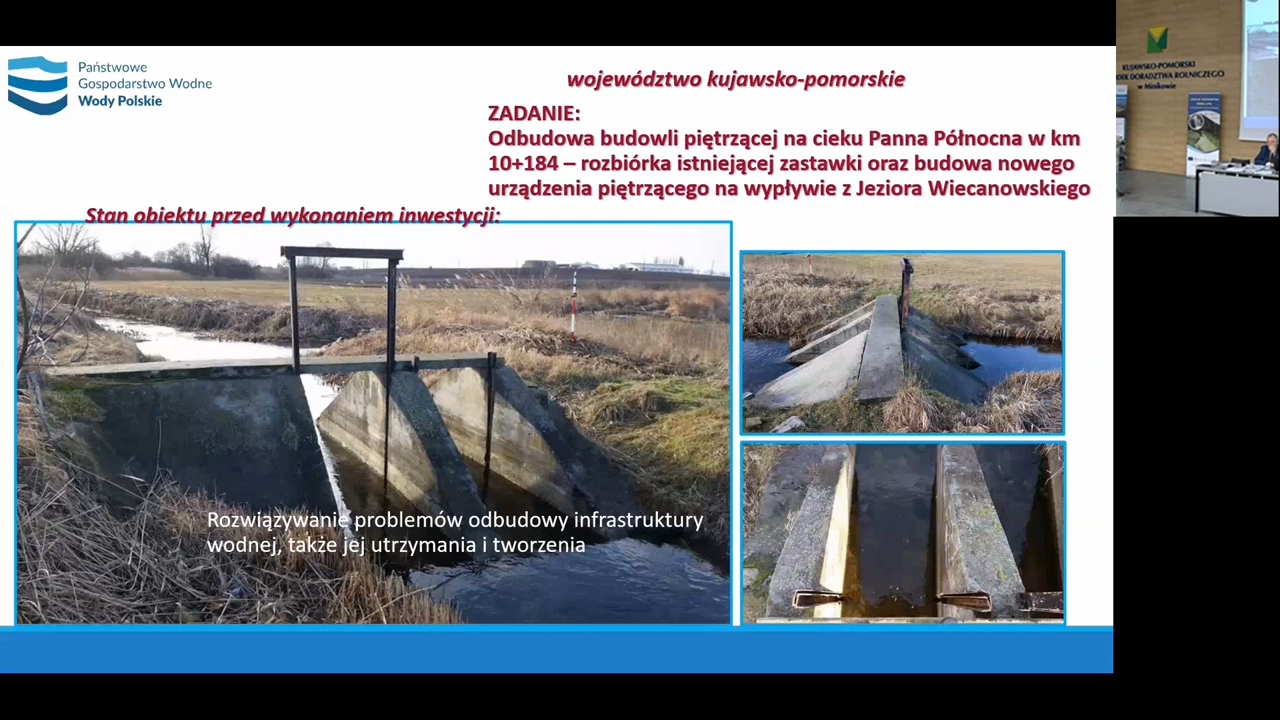 Państwowe
Gospodarstwo Wodne
Wody Polskie
województwo kujawsko-pomorskie
ZADANIE:
Odbudowa budowli piętrzącej na cieku Panna Północna w km
10+184 – rozbiórka istniejącej zastawki oraz budowa nowego
urządzenia piętrzącego na wypływie z Jeziora Wiecanowskiego
Stan obiektu przed wykonaniem inwestycji:
Rozwiązywanie problemów odbudowy infrastruktury
wodnej, także jej utrzymania i tworzenia
KUJAWSKO-POMORSKI
DEK DORADZTWA ROLNICZEGO
w Minikowie